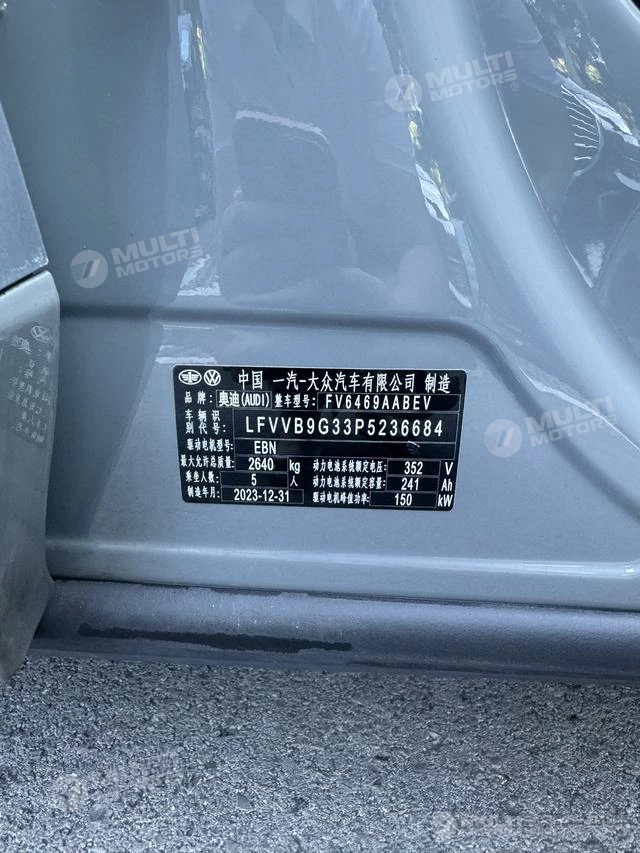 MULTI
MOTORS®
MULTI
MOTORS
中国 一汽-大众汽车有限公司 制造
品牌: 奥迪(AUDI) 整车型号: FV6469AABEV
车辆识
别代号: LFVVB9G33P5236684
驱动电机型号: EBN
最大允许总质量: 2640 kg 动力电池系统额定电压: 352 V
乘坐人数: 5 人 动力电池系统额定容量: 241 Ah
制造年月: 2023-12-31 驱动电机峰值功率: 150 kW